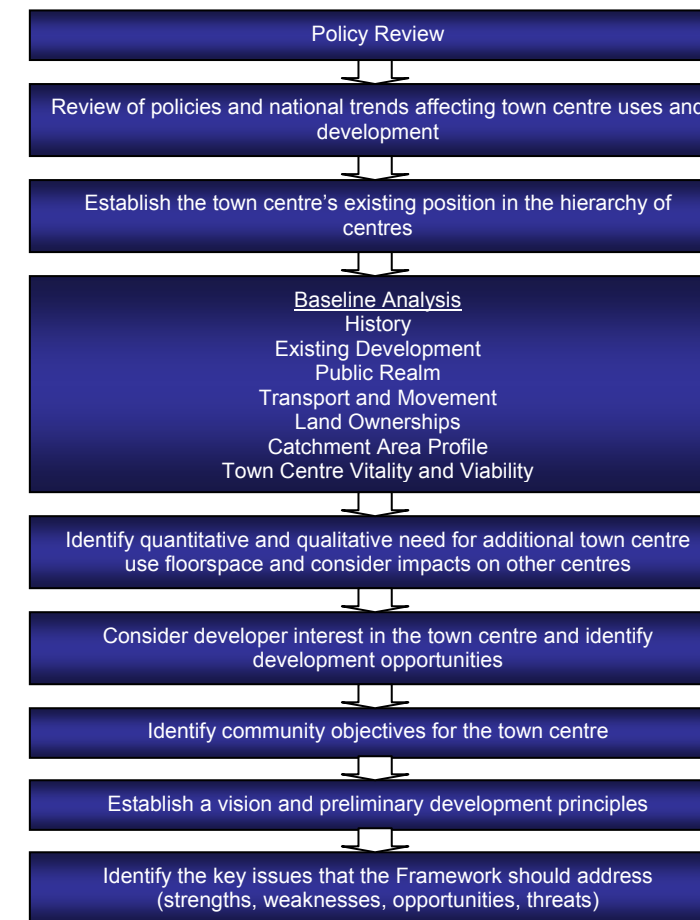 Policy Review
Review of policies and national trends affecting town centre uses and
development
Establish the town centre’s existing position in the hierarchy of
centres
Baseline Analysis
History
Existing Development
Public Realm
Transport and Movement
Land Ownerships
Catchment Area Profile
Town Centre Vitality and Viability
Identify quantitative and qualitative need for additional town centre
use floorspace and consider impacts on other centres
Consider developer interest in the town centre and identify
development opportunities
Identify community objectives for the town centre
Establish a vision and preliminary development principles
Identify the key issues that the Framework should address
(strengths, weaknesses, opportunities, threats)